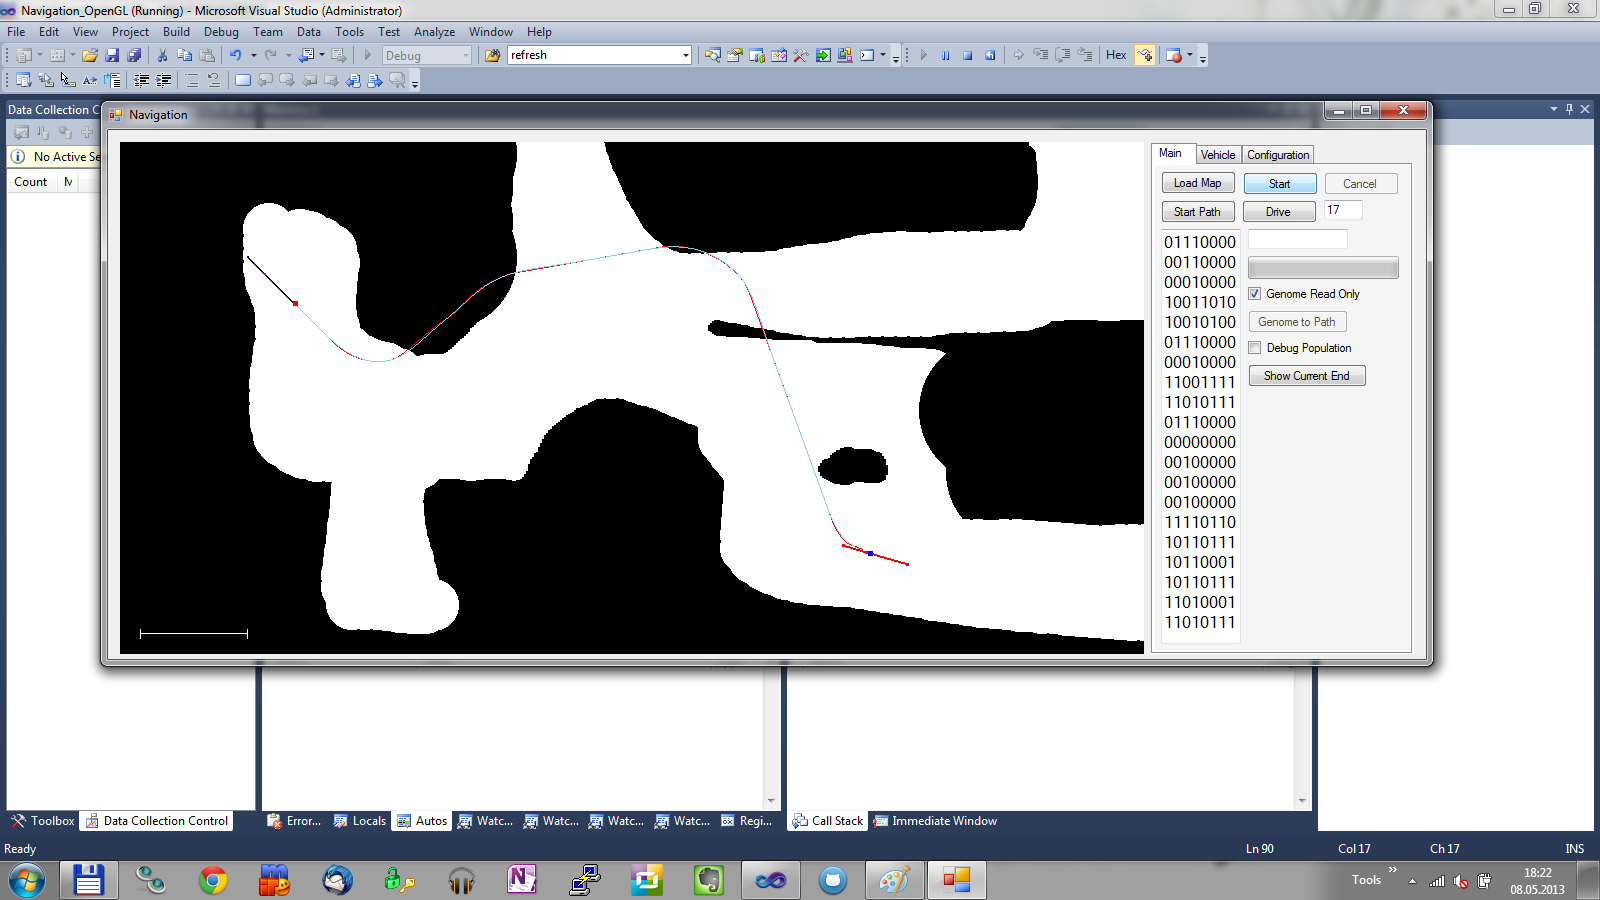 Navigation_OpenGL (Running) - Microsoft Visual Studio (Administrator)
File Edit View Project Build Debug Team Data Tools Test Analyze Window Help
Debug refresh Hex
Data Collection C
Navigation
No Active Se
Count M
Main Vehicle Configuration
Load Map Start Cancel
Start Path Drive 17
01110000
00110000
00010000
10011010
10010100
01110000
00010000
11001111
11010111
01110000
00000000
00100000
00100000
00100000
11110110
10110111
10110001
10110111
11010001
11010111
Genome Read Only
Genome to Path
Debug Population
Show Current End
Toolbox Data Collection Control Error... Locals Autos Watc... Watc... Watc... Watc... Regi... Call Stack Immediate Window
Ready Ln 90 Col 17 Ch 17 INS
Tools 18:22
08.05.2013